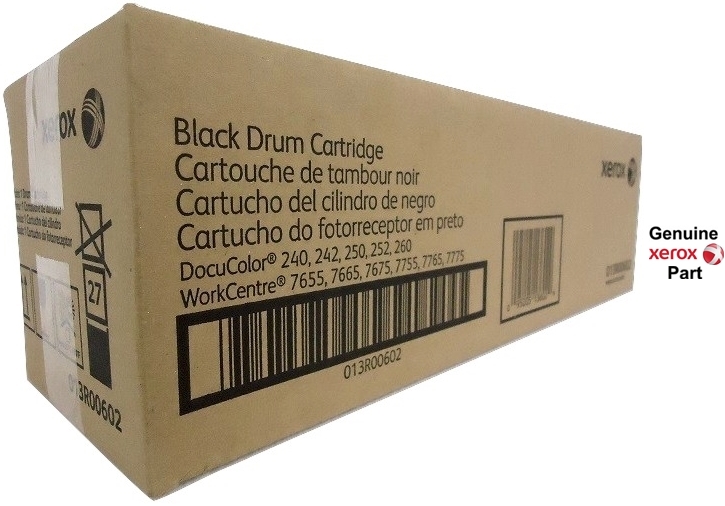 xerox
Black Drum Cartridge
Cartouche de tambour noir
Cartucho del cilindro de negro
Cartucho do fotorreceptor em preto
DocuColor® 240, 242, 250, 252, 260
WorkCentre® 7655, 7665, 7675, 7755, 7765, 7775
013R00602
xerox
27
013R00602
Genuine
xerox
Part